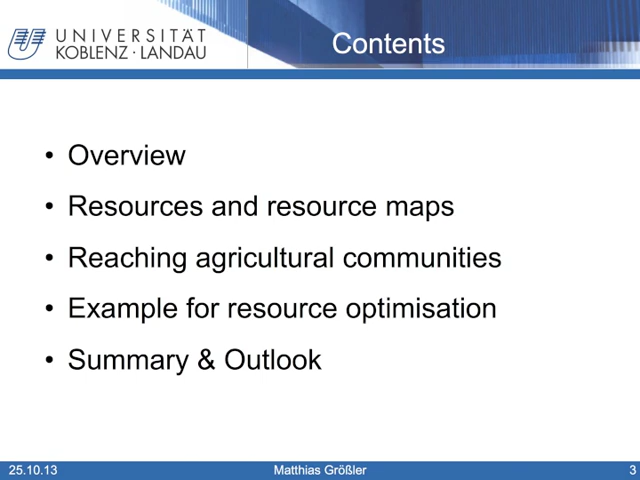 UNIVERSITÄT
KOBLENZ · LANDAU
Contents
• Overview
• Resources and resource maps
• Reaching agricultural communities
• Example for resource optimisation
• Summary & Outlook
25.10.13 Matthias Größler 3